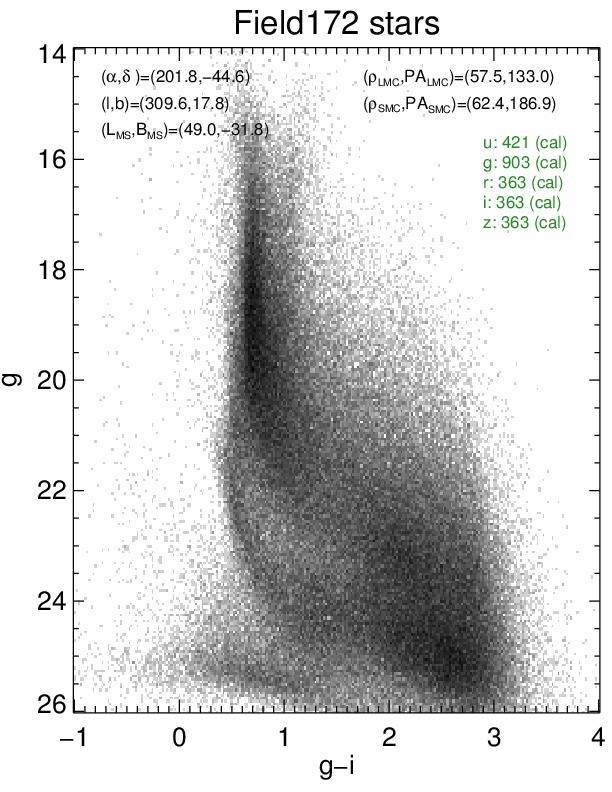 Field172 stars
(α,δ )=(201.8,−44.6)
(ρLMC,PALMC)=(57.5,133.0)
(l,b)=(309.6,17.8)
(ρSMC,PASMC)=(62.4,186.9)
(LMS,BMS)=(49.0,−31.8)
u: 421 (cal)
g: 903 (cal)
r: 363 (cal)
i: 363 (cal)
z: 363 (cal)
14
16
18
20
22
24
26
g
−1 0 1 2 3 4
g−i